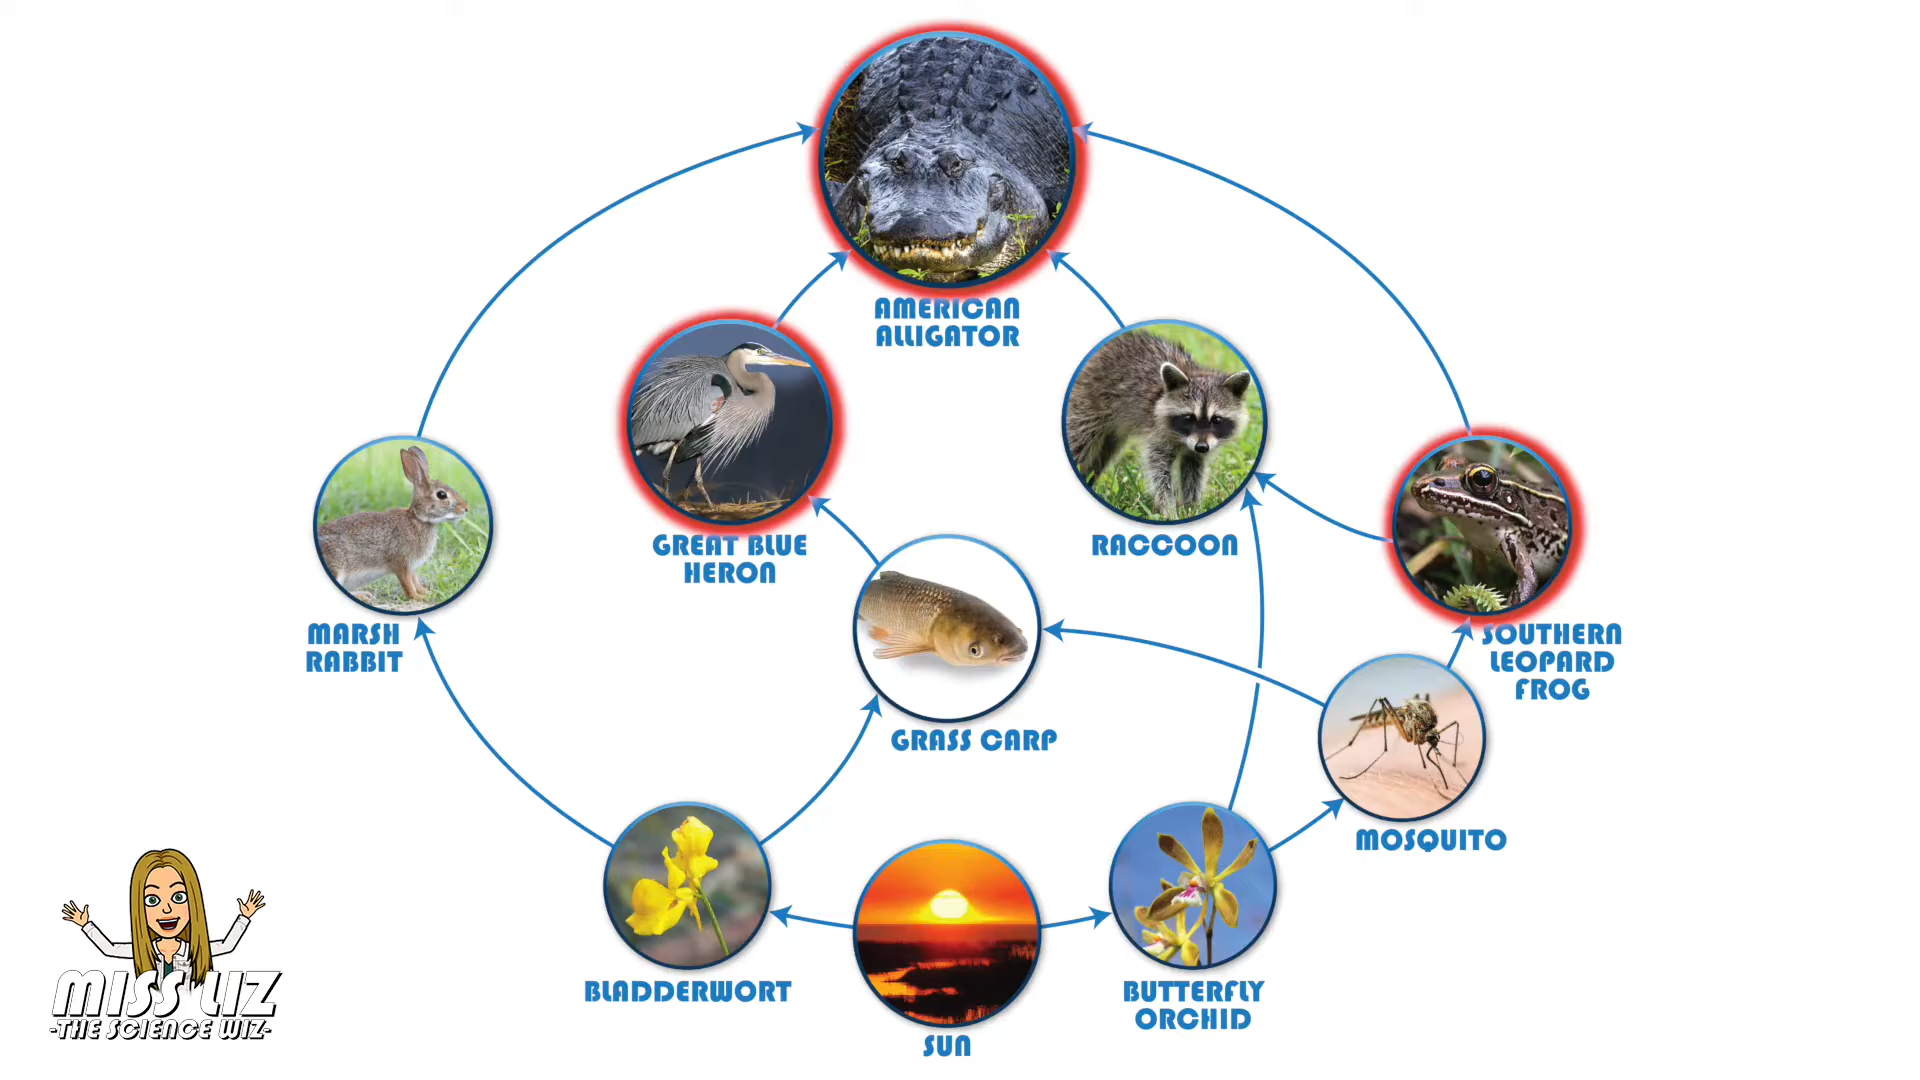 AMERICAN
ALLIGATOR
GREAT BLUE
HERON
RACCOON
MARSH
RABBIT
SOUTHERN
LEOPARD
FROG
GRASS CARP
MOSQUITO
BLADDERWORT
BUTTERFLY
ORCHID
SUN
MISS LIZ
-THE SCIENCE WIZ-